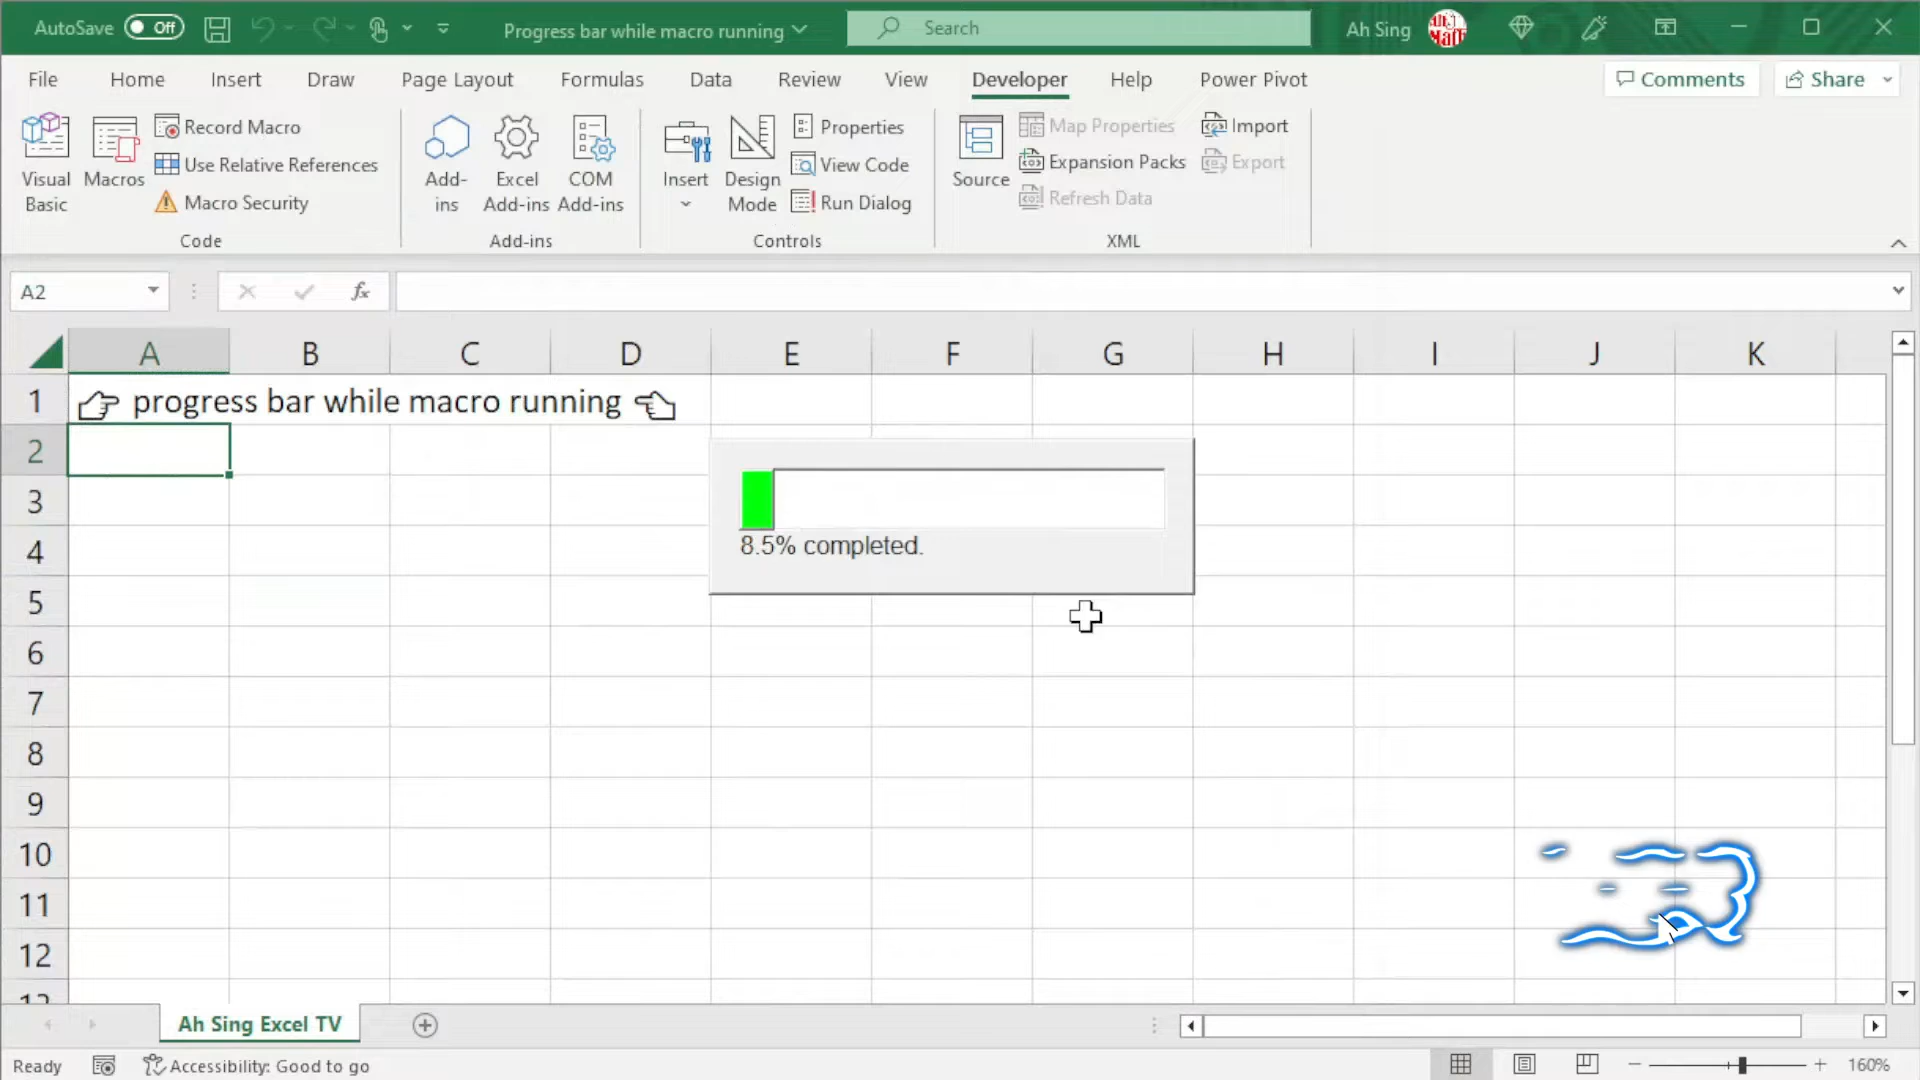 AutoSave Off Progress bar while macro running Search Ah Sing
File Home Insert Draw Page Layout Formulas Data Review View Developer Help Power Pivot Comments Share
Visual Basic
Macros
Record Macro
Use Relative References
Macro Security
Code
Add-ins
Excel Add-ins
COM Add-ins
Add-ins
Insert
Design Mode
Properties
View Code
Run Dialog
Controls
Source
Map Properties
Expansion Packs
Refresh Data
Import
Export
XML
A2 fx
A B C D E F G H I J K
1 progress bar while macro running
2
3
8.5% completed.
4
5
6
7
8
9
10
11
12
Ah Sing Excel TV
Ready Accessibility: Good to go 160%